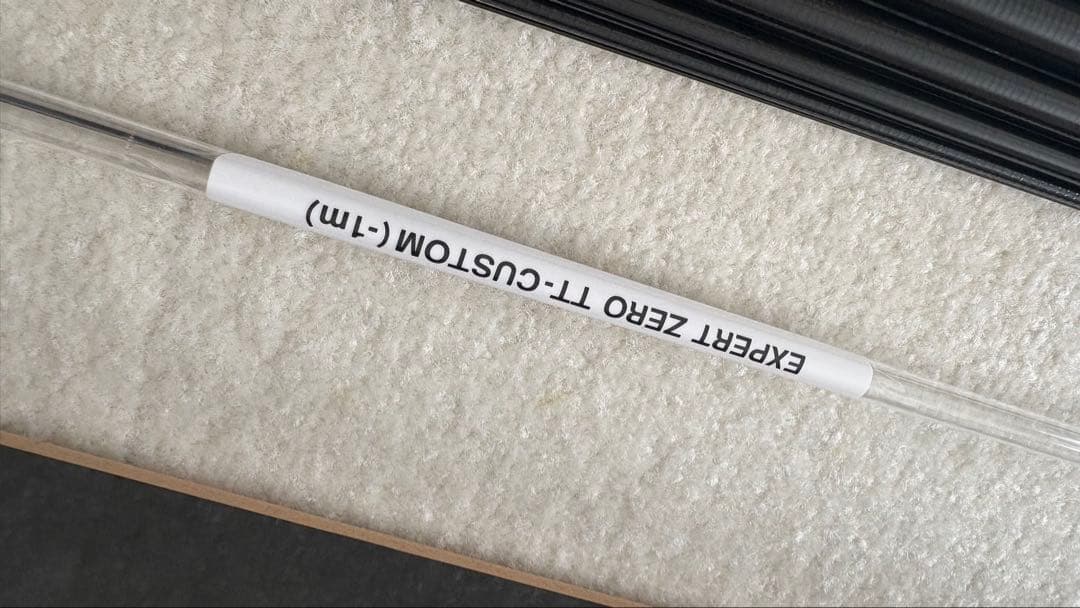 EXPERT ZERO TT-CUSTOM (-1m)